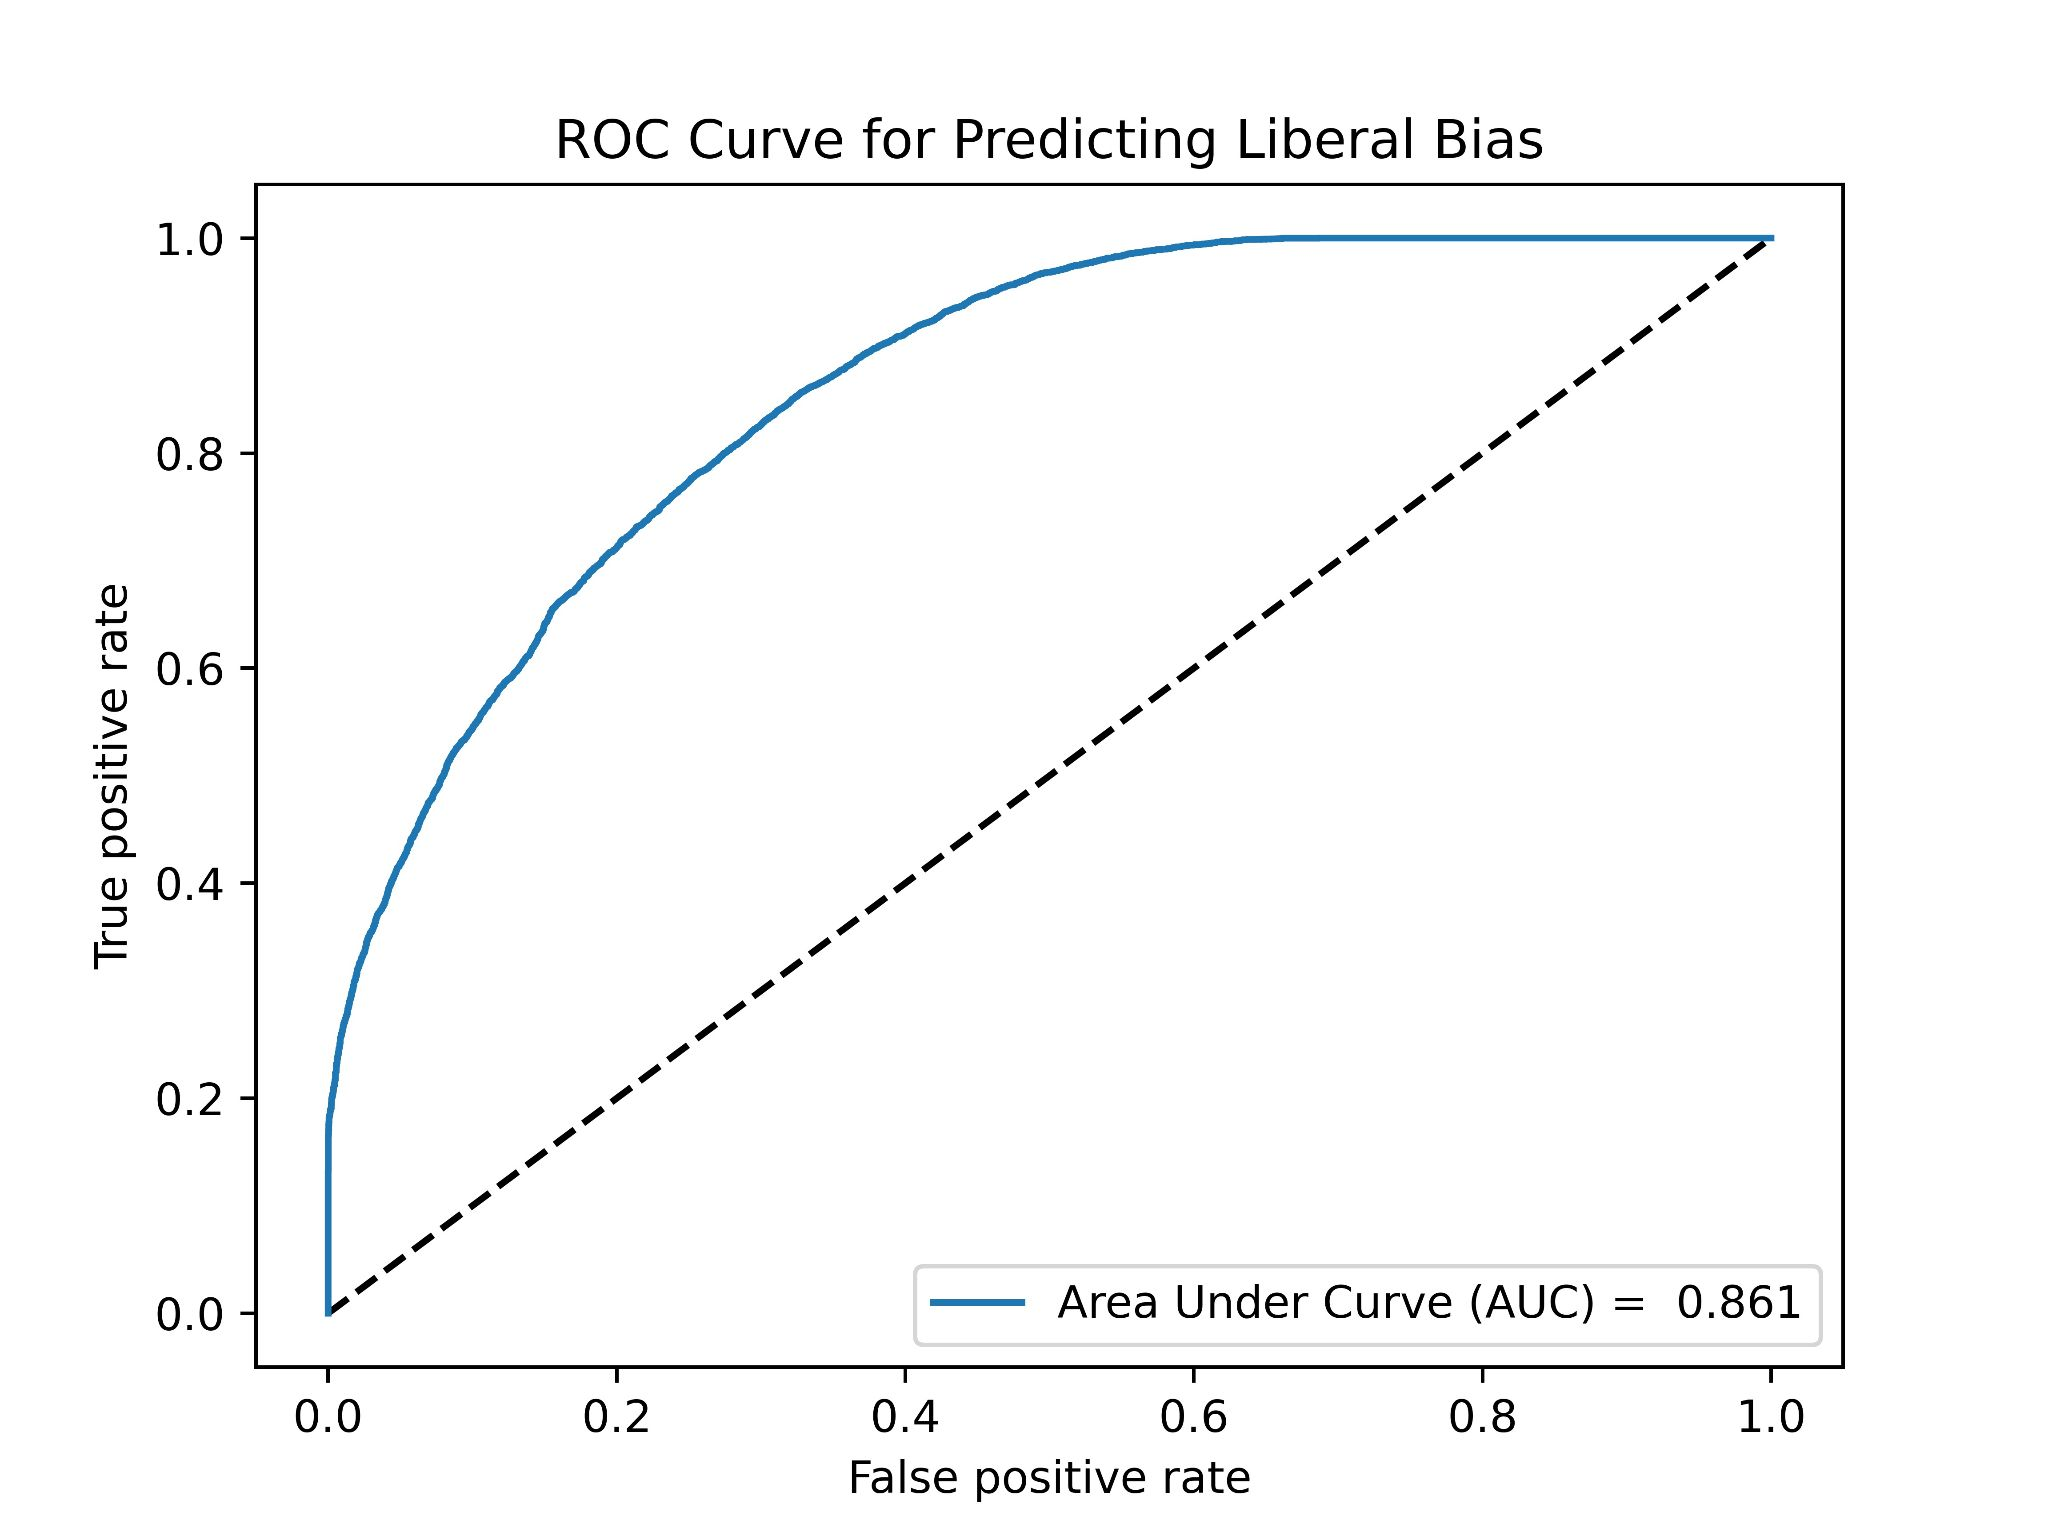 ROC Curve for Predicting Liberal Bias
1.0
0.8
0.6
0.4
0.2
0.0
True positive rate
Area Under Curve (AUC) = 0.861
0.0 0.2 0.4 0.6 0.8 1.0
False positive rate